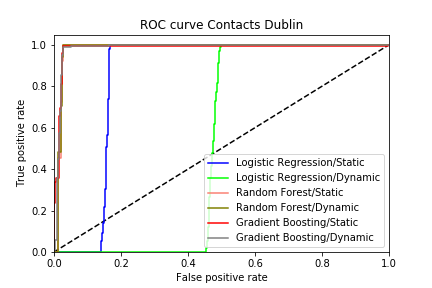 ROC curve Contacts Dublin
1.0
0.8
0.6
0.4
0.2
0.0
True positive rate
Logistic Regression/Static
Logistic Regression/Dynamic
Random Forest/Static
Random Forest/Dynamic
Gradient Boosting/Static
Gradient Boosting/Dynamic
0.0 0.2 0.4 0.6 0.8 1.0
False positive rate